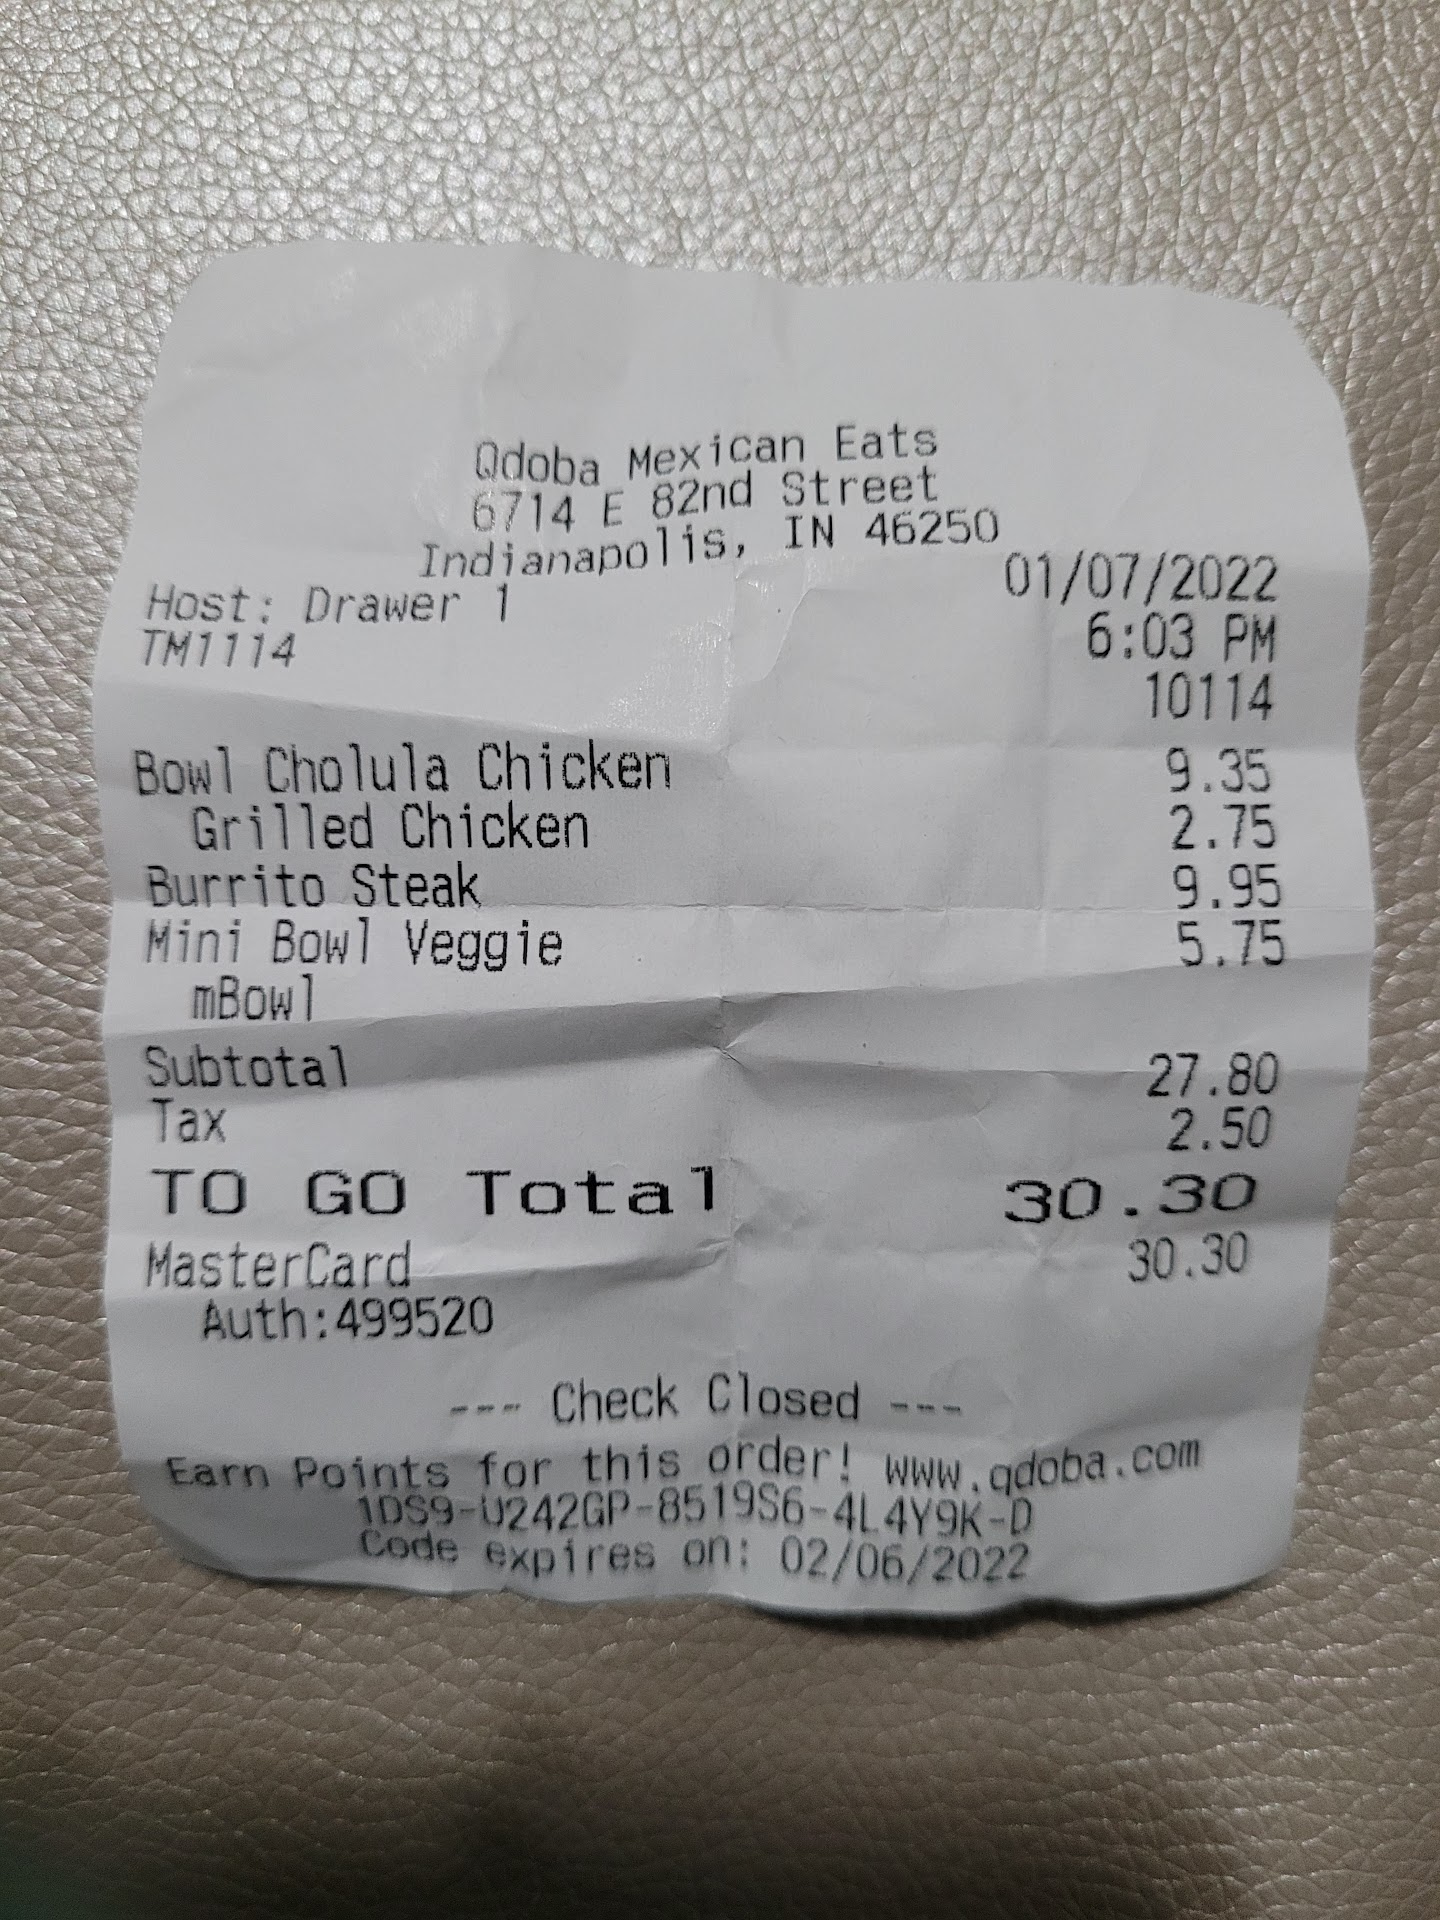 Qdoba Mexican Eats
6714 E 82nd Street
Indianapolis, IN 46250
Host: Drawer 1 01/07/2022
TM1114 6:03 PM
10114
Bowl Cholula Chicken 9.35
Grilled Chicken 2.75
Burrito Steak 9.95
Mini Bowl Veggie 5.75
mBowl
Subtotal 27.80
Tax 2.50
TO GO Total 30.30
MasterCard 30.30
Auth:499520
--- Check Closed ---
Earn Points for this order! www.qdoba.com
1DS9-U242GP-8519S6-4L4Y9K-D
Code expires on: 02/06/2022